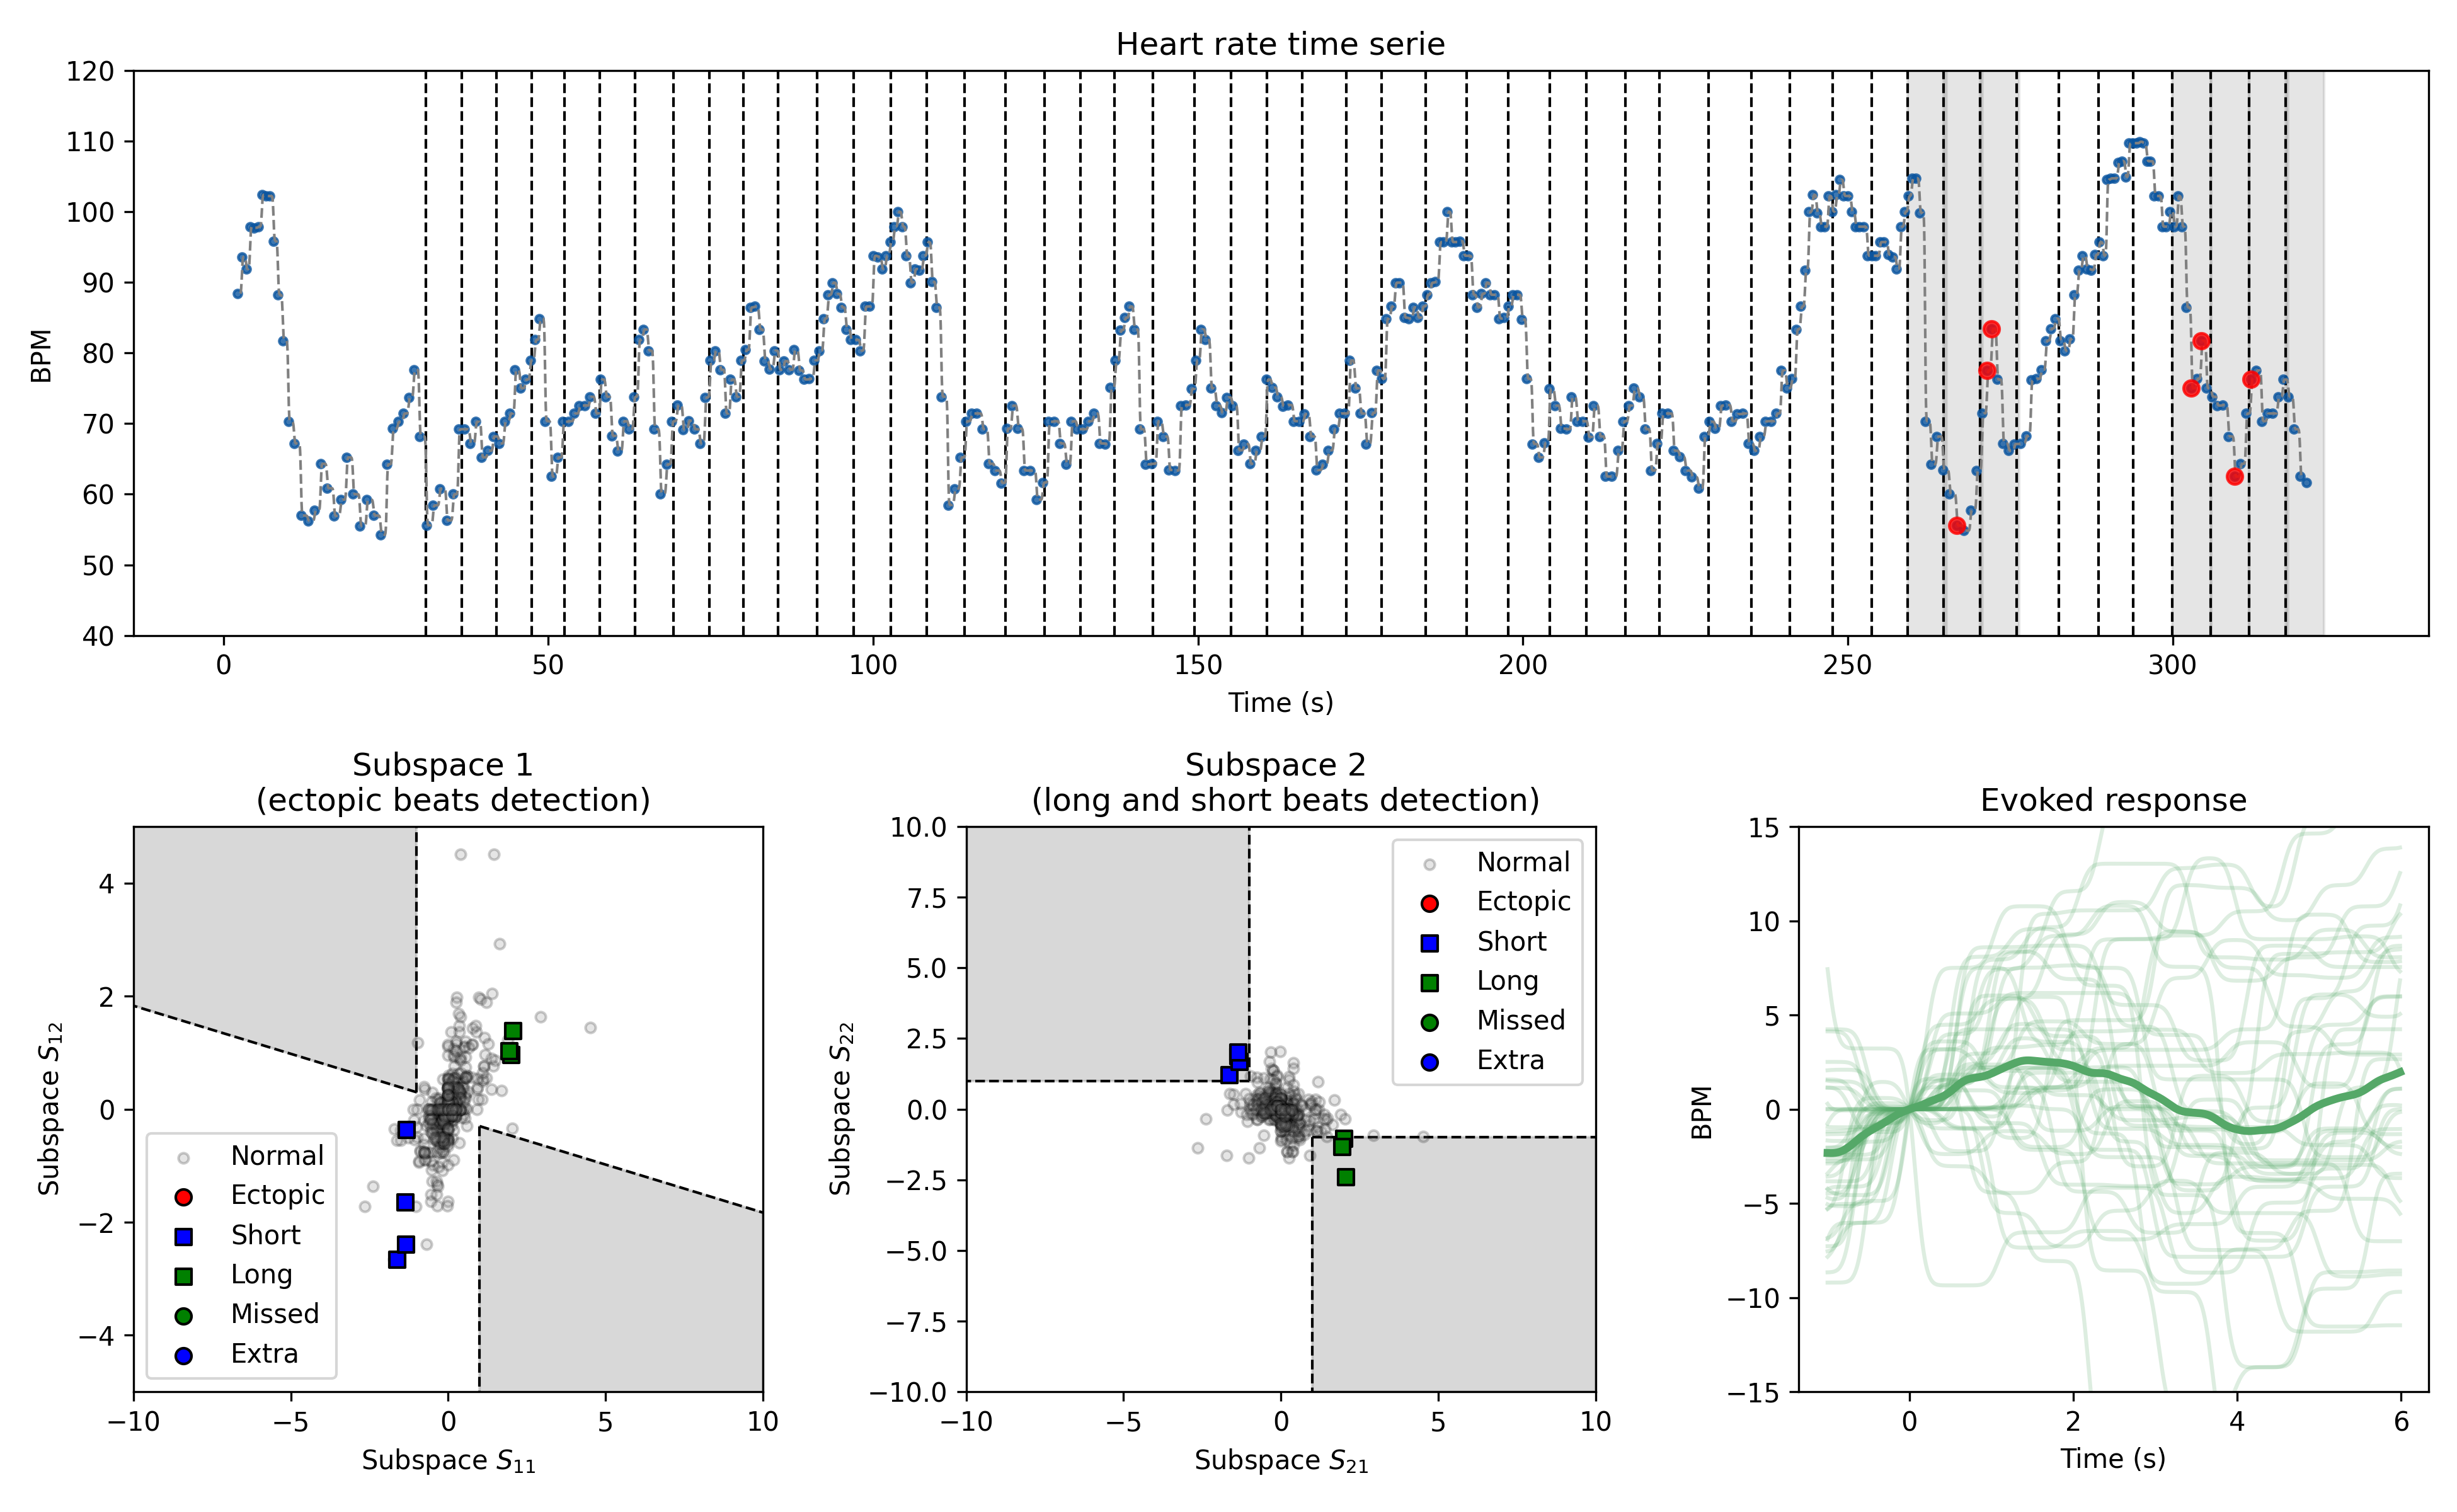 Heart rate time serie
120
110
100
90
80
70
60
50
40
BPM
0 50 100 150 200 250 300
Time (s)
Subspace 1
(ectopic beats detection)
4
2
0
−2
−4
Subspace S12
Normal
Ectopic
Short
Long
Missed
Extra
−10 −5 0 5 10
Subspace S11
Subspace 2
(long and short beats detection)
10.0
7.5
5.0
2.5
0.0
−2.5
−5.0
−7.5
−10.0
Subspace S22
Normal
Ectopic
Short
Long
Missed
Extra
−10 −5 0 5 10
Subspace S21
Evoked response
15
10
5
0
−5
−10
−15
BPM
0 2 4 6
Time (s)